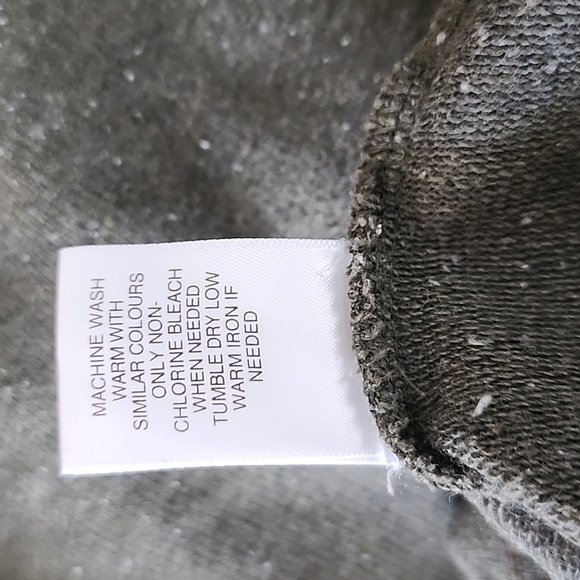 MACHINE WASH
WARM WITH
SIMILAR COLOURS
ONLY NON-
CHLORINE BLEACH
WHEN NEEDED
TUMBLE DRY LOW
WARM IRON IF
NEEDED